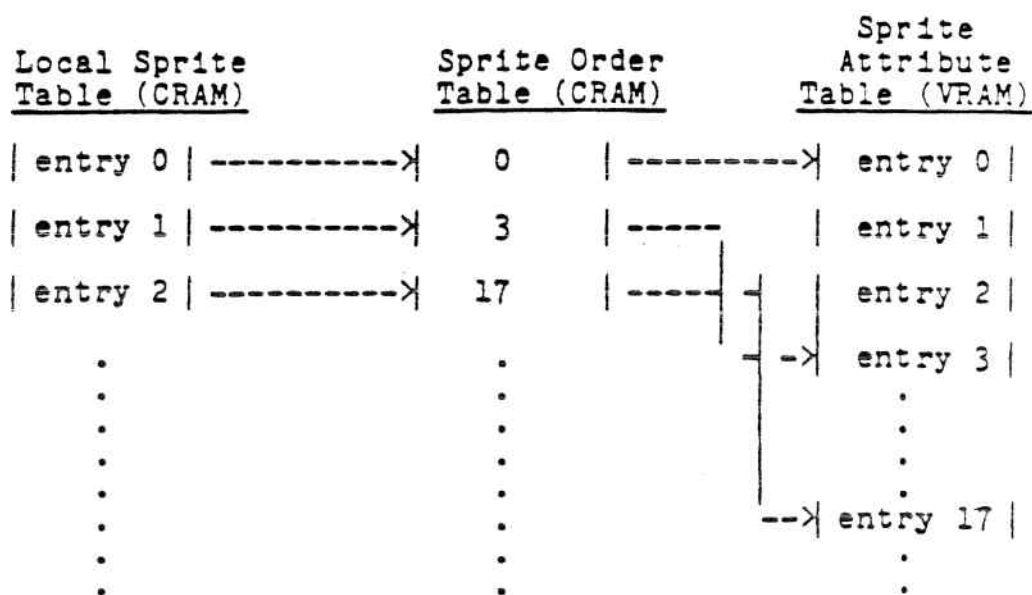 Sprite
Local Sprite Sprite Order Attribute
Table (CRAM) Table (CRAM) Table (VRAM)
| entry 0 | ----------->| 0 | ----------->| entry 0 |
| entry 1 | ----------->| 3 | ----- | entry 1 |
| entry 2 | ----------->| 17 | ----- - | entry 2 |
- ->| entry 3 |
-->| entry 17 |